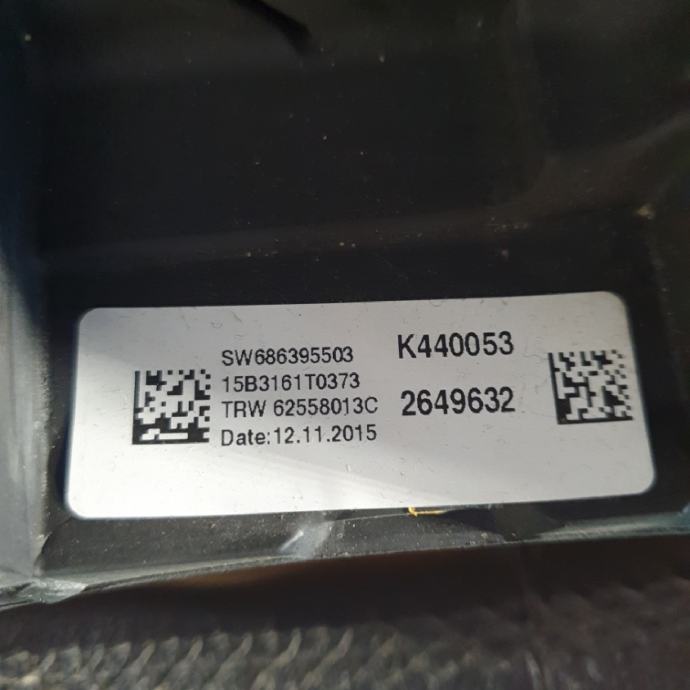 SW686395503
15B3161T0373
TRW 62558013C
Date:12.11.2015
K440053
2649632